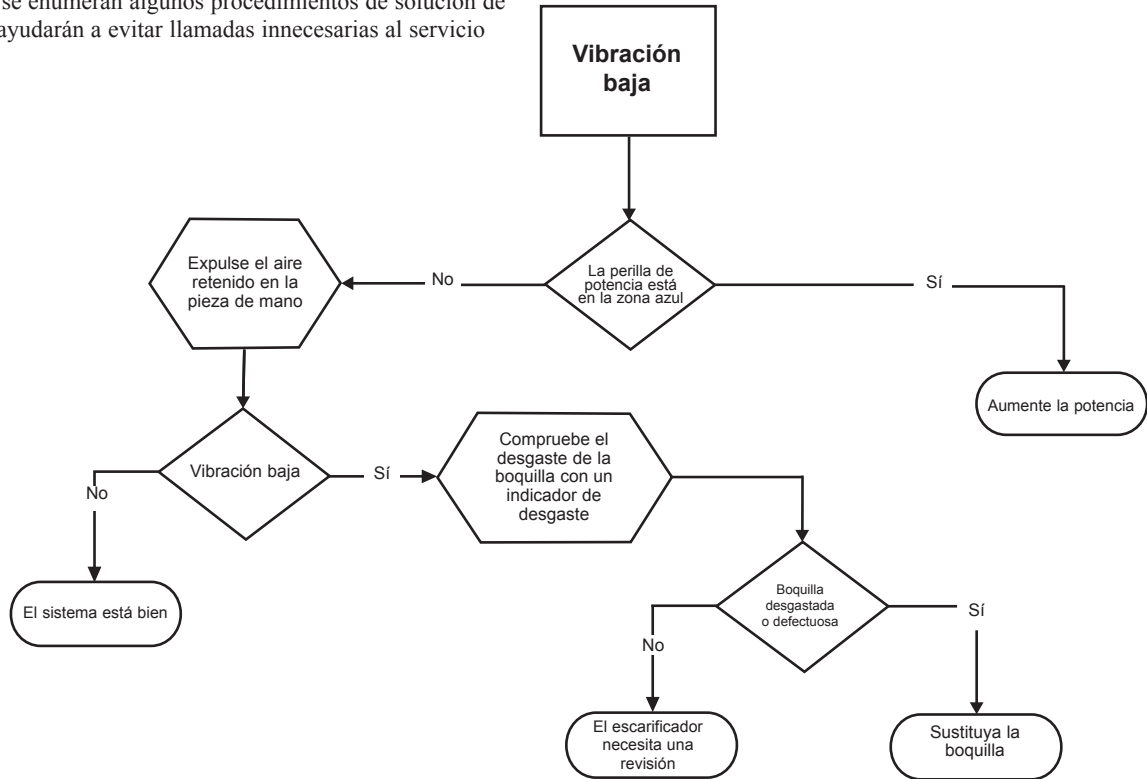 se enumeran algunos procedimientos de solución de
ayudarán a evitar llamadas innecesarias al servicio
Vibración
baja
La perilla de
potencia está
en la zona azul
No
Sí
Expulse el aire
retenido en la
pieza de mano
Aumente la potencia
Vibración baja
Sí
No
Compruebe el
desgaste de la
boquilla con un
indicador de
desgaste
El sistema está bien
Boquilla
desgastada
o defectuosa
Sí
No
El escarificador
necesita una
revisión
Sustituya la
boquilla